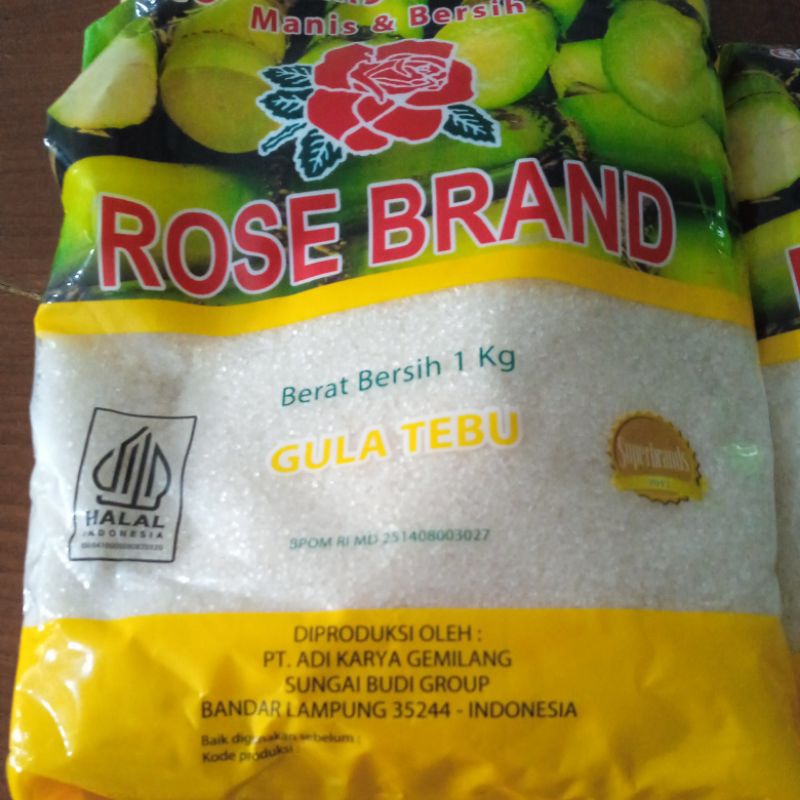 Manis & Bersih
ROSE BRAND
Berat Bersih 1 Kg
GULA TEBU
Superbrands
HALAL
INDONESIA
BPOM RI MD 251408003027
DIPRODUKSI OLEH :
PT. ADI KARYA GEMILANG
SUNGAI BUDI GROUP
BANDAR LAMPUNG 35244 - INDONESIA
Baik digunakan sebelum :
Kode produksi :